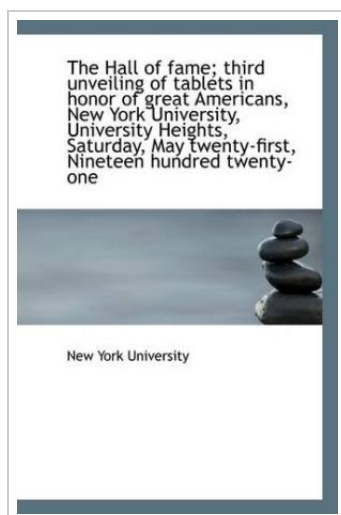 The Hall of fame; third
unveiling of tablets in
honor of great Americans,
New York University,
University Heights,
Saturday, May twenty-first,
Nineteen hundred twenty-
one
New York University